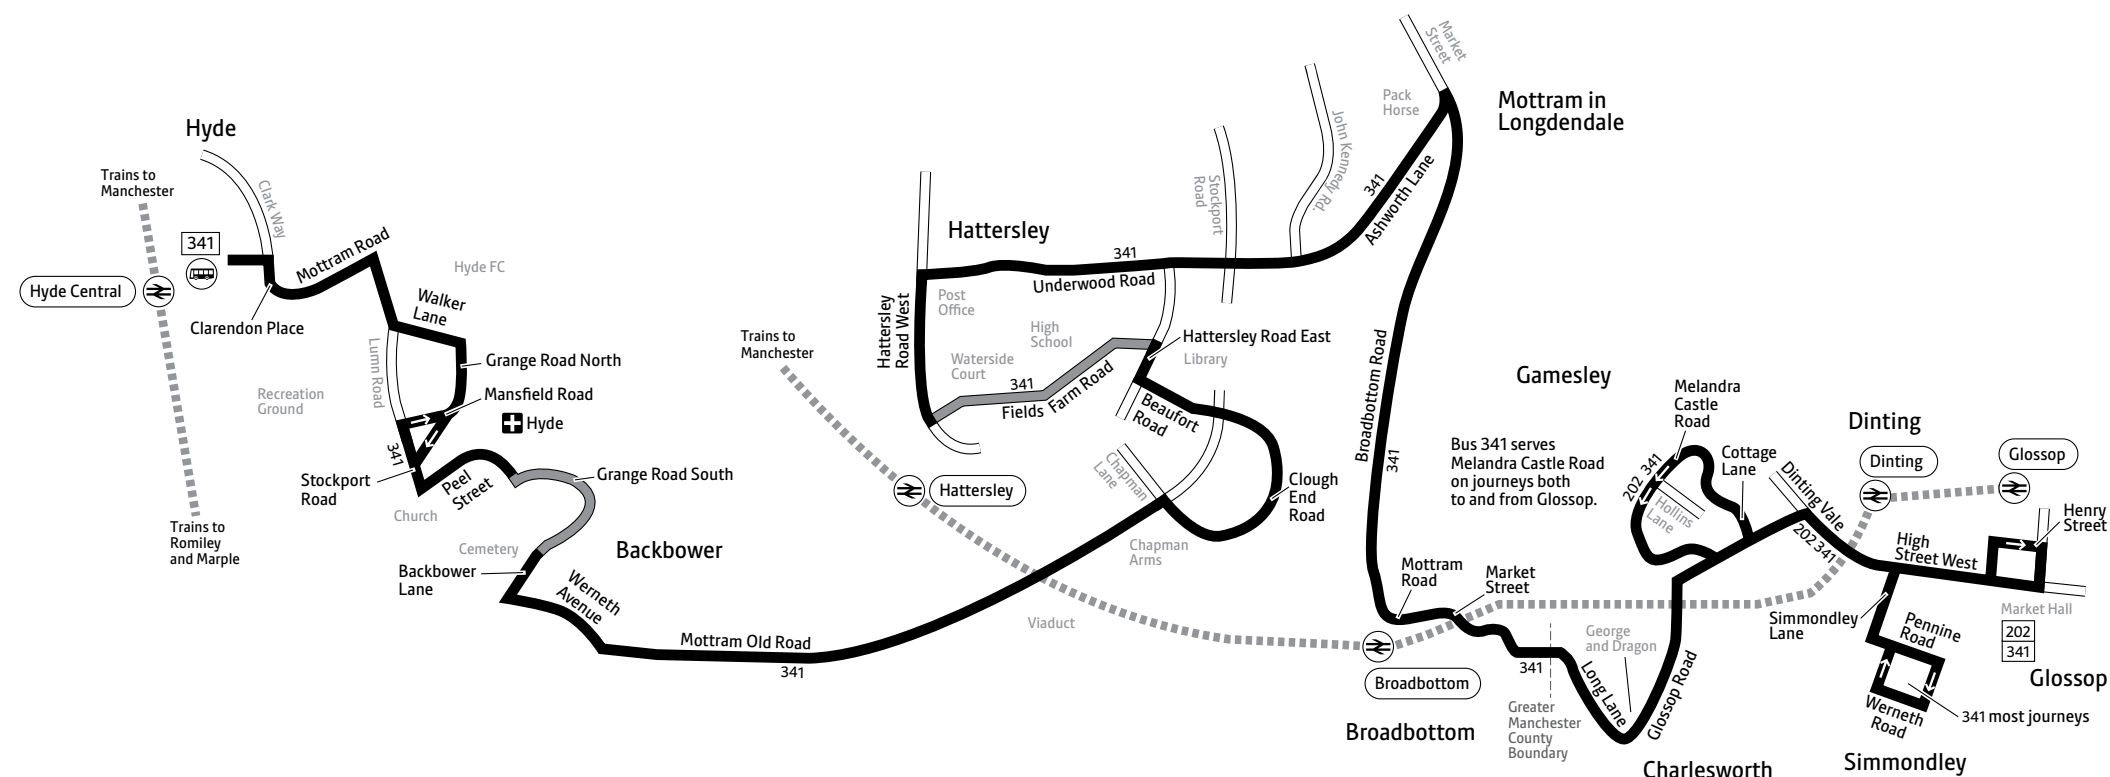 Hyde
Trains to
Manchester
Clark Way
341
Hyde Central
Mottram Road
Clarendon Place
Hyde FC
Walker
Lane
Lumn Road
Grange Road North
Recreation
Ground
Mansfield Road
Hyde
341
Stockport
Road
Peel
Street
Grange Road South
Church
Cemetery
Trains to
Romiley
and Marple
Backbower
Backbower
Lane
Werneth
Avenue
Mottram Old Road
341
Trains to
Manchester
Hattersley
Hattersley
Hattersley
Road West
Post
Office
341
Underwood Road
High
School
Waterside
Court
341
Fields Farm Road
Hattersley Road East
Library
Beaufort
Road
Chapman
Lane
Clough
End
Road
Chapman
Arms
Viaduct
Stockport
Road
John Kennedy Rd.
Pack
Horse
Market
Street
Mottram in
Longdendale
341
Ashworth Lane
Broadbottom Road
341
Mottram
Road
Market
Street
Broadbottom
Broadbottom
341
Greater
Manchester
County
Boundary
George
and Dragon
Long Lane
Glossop Road
Charlesworth
Gamesley
Bus 341 serves
Melandra Castle Road
on journeys both
to and from Glossop.
Melandra
Castle
Road
202 341
Hollins
Lane
Cottage
Lane
Dinting
Dinting
Dinting Vale
202 341
Glossop
Henry
Street
High
Street West
Simmondley
Lane
Pennine
Road
Werneth
Road
341 most journeys
Simmondley
Market Hall
202
341
Glossop